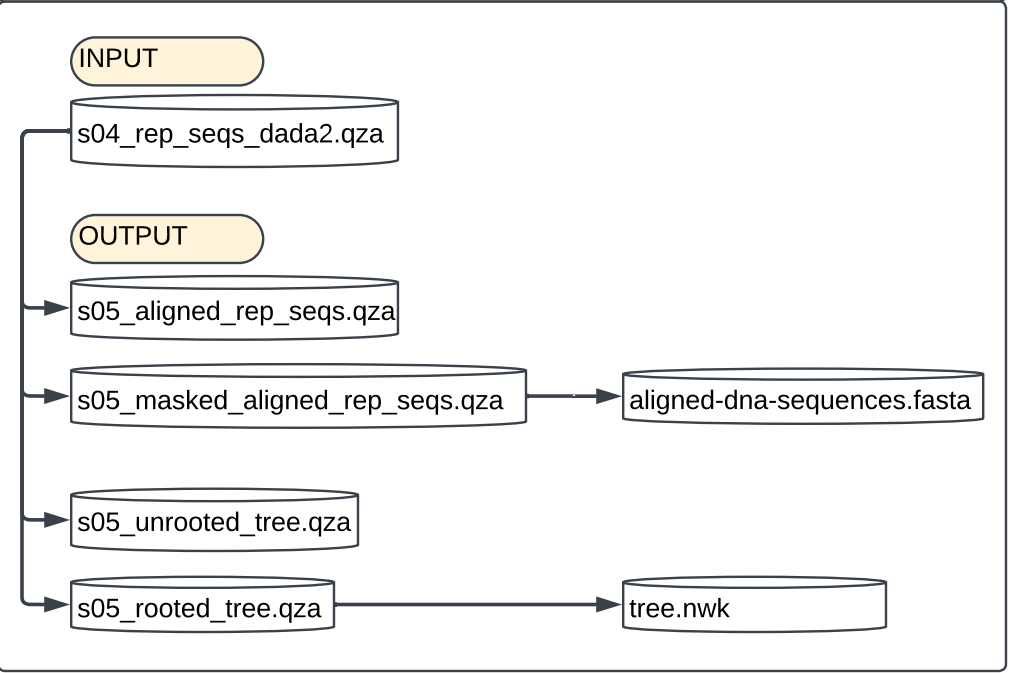 INPUT
s04_rep_seqs_dada2.qza
OUTPUT
s05_aligned_rep_seqs.qza
s05_masked_aligned_rep_seqs.qza
aligned-dna-sequences.fasta
s05_unrooted_tree.qza
s05_rooted_tree.qza
tree.nwk